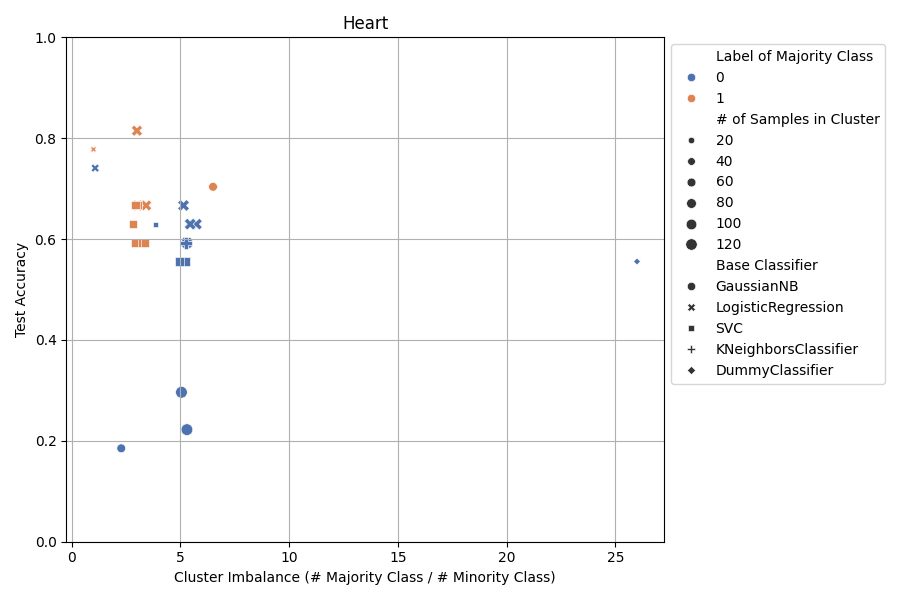 Heart
1.0
0.8
0.6
0.4
0.2
0.0
Test Accuracy
0
5
10
15
20
25
Cluster Imbalance (# Majority Class / # Minority Class)
Label of Majority Class
0
1
# of Samples in Cluster
20
40
60
80
100
120
Base Classifier
GaussianNB
LogisticRegression
SVC
KNeighborsClassifier
DummyClassifier